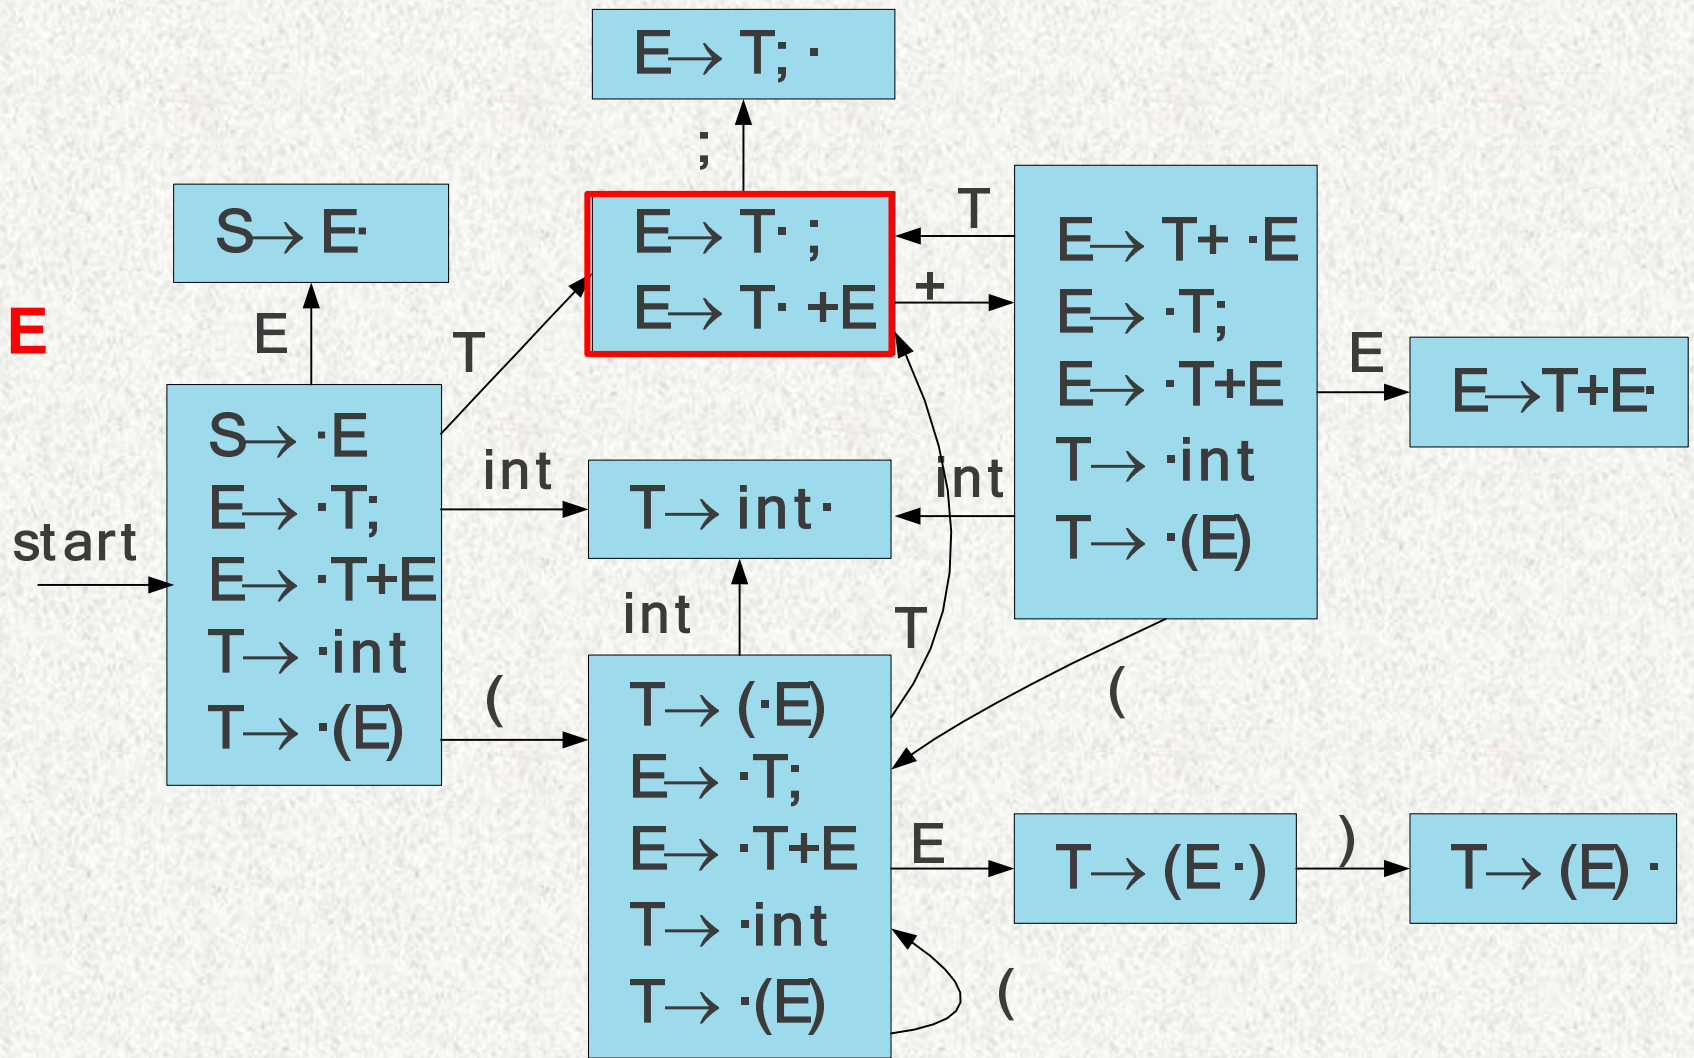 E→ T; ·
;
S→ E·
E→ T· ;
E→ T· +E
T
+
E→ T+ ·E
E→ ·T;
E→ ·T+E
T→ ·int
T→ ·(E)
E
E
T
E
E→T+E·
S→ ·E
E→ ·T;
E→ ·T+E
T→ ·int
T→ ·(E)
start
int
T→ int ·
int
int
T
(
(
T→ (·E)
E→ ·T;
E→ ·T+E
T→ ·int
T→ ·(E)
E
T→ (E ·)
)
T→ (E) ·
(